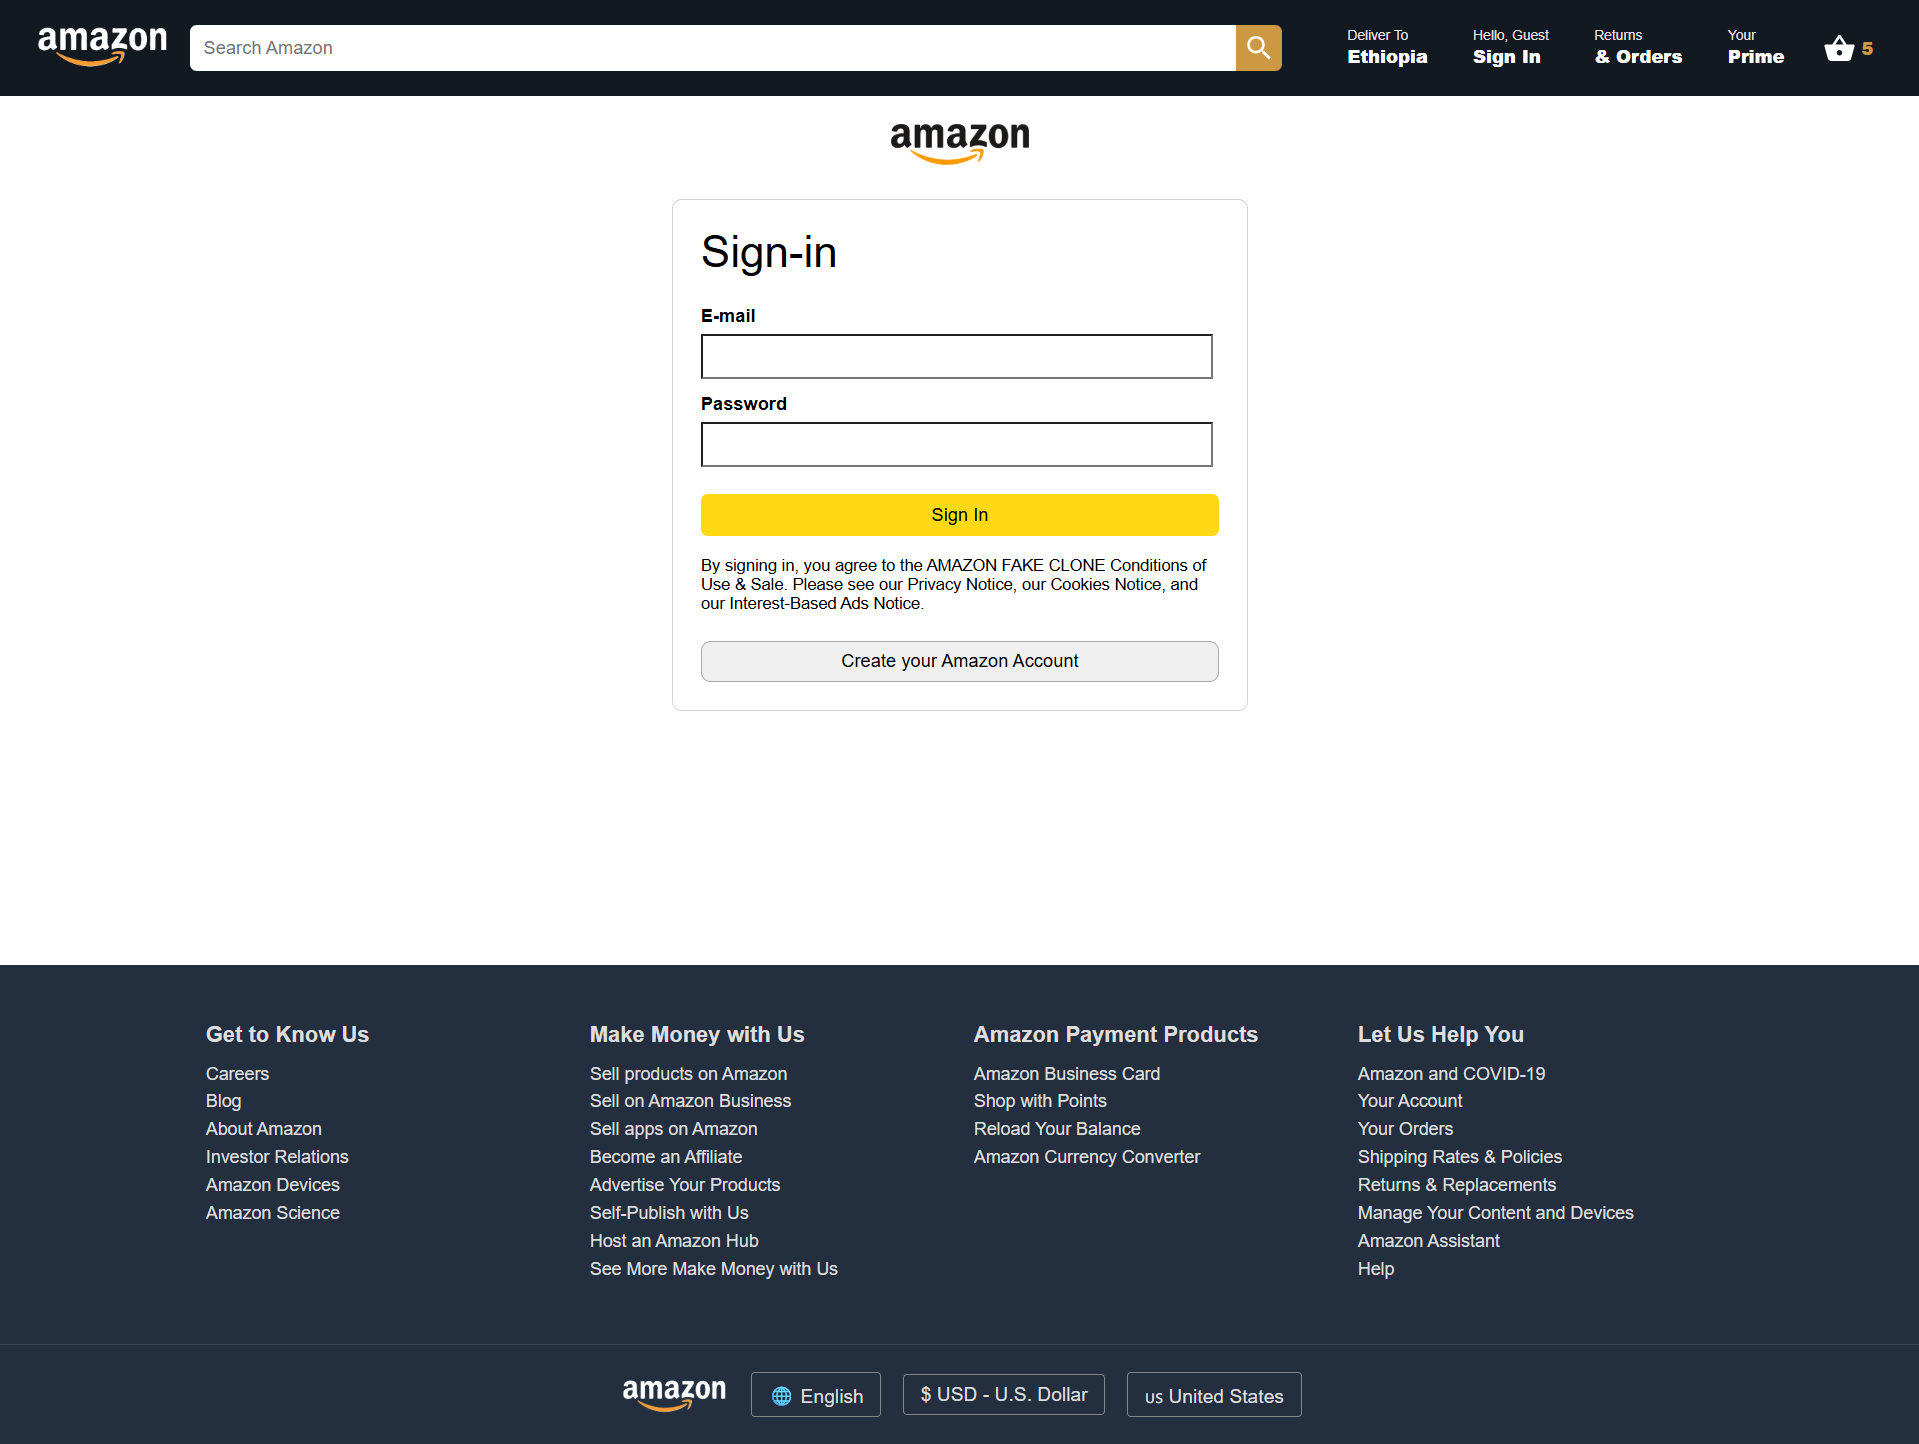 amazon
Search Amazon
Deliver To
Ethiopia
Hello, Guest
Sign In
Returns
& Orders
Your
Prime
5
amazon
Sign-in
E-mail
Password
Sign In
By signing in, you agree to the AMAZON FAKE CLONE Conditions of
Use & Sale. Please see our Privacy Notice, our Cookies Notice, and
our Interest-Based Ads Notice.
Create your Amazon Account
Get to Know Us
Careers
Blog
About Amazon
Investor Relations
Amazon Devices
Amazon Science
Make Money with Us
Sell products on Amazon
Sell on Amazon Business
Sell apps on Amazon
Become an Affiliate
Advertise Your Products
Self-Publish with Us
Host an Amazon Hub
See More Make Money with Us
Amazon Payment Products
Amazon Business Card
Shop with Points
Reload Your Balance
Amazon Currency Converter
Let Us Help You
Amazon and COVID-19
Your Account
Your Orders
Shipping Rates & Policies
Returns & Replacements
Manage Your Content and Devices
Amazon Assistant
Help
amazon
English
$ USD - U.S. Dollar
US United States